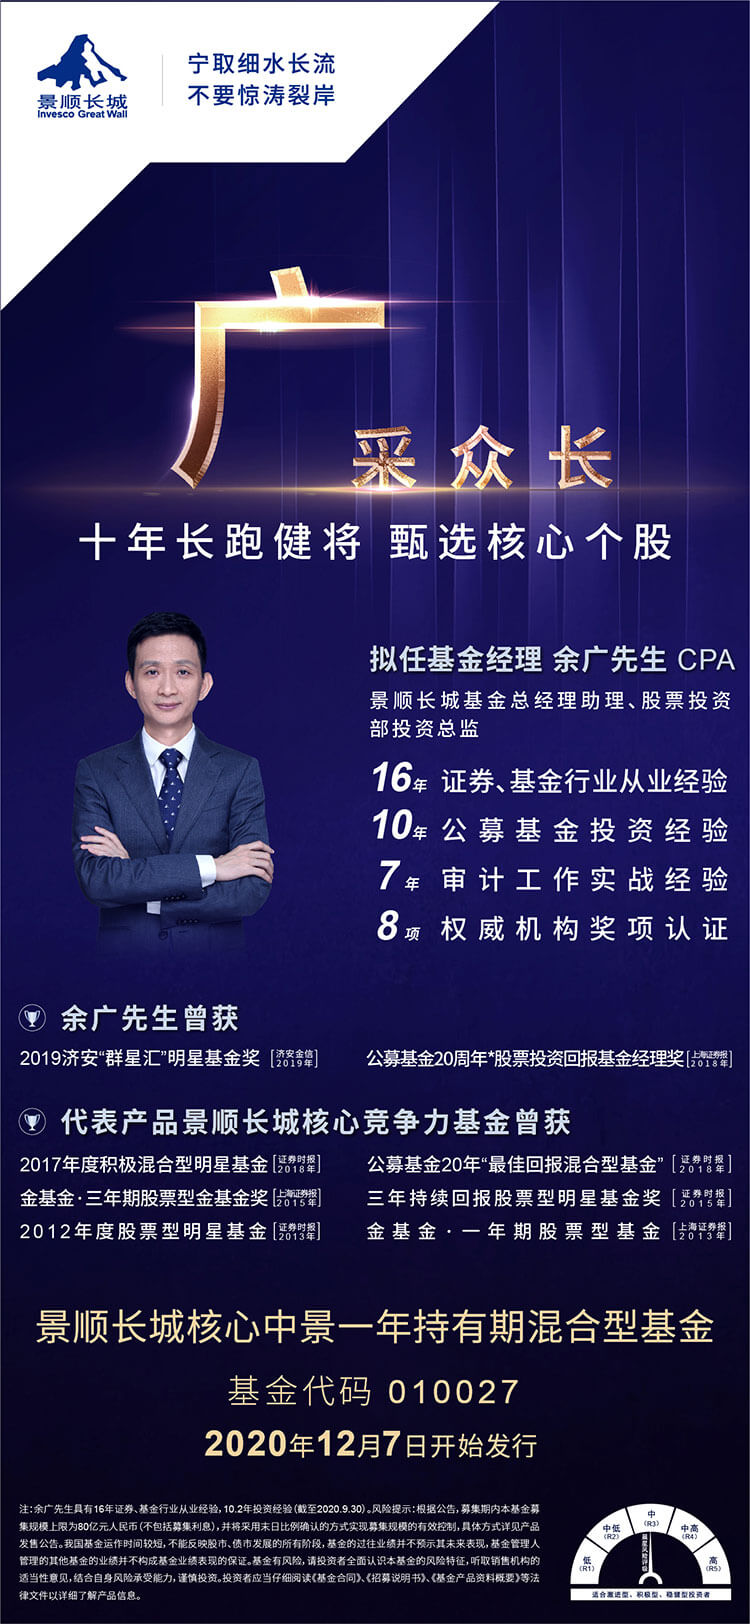 景顺长城
Invesco Great Wall
宁取细水长流
不要惊涛裂岸
广采众长
十年长跑健将 甄选核心个股
拟任基金经理 余广先生 CPA
景顺长城基金总经理助理、股票投资
部投资总监
16年 证券、基金行业从业经验
10年 公募基金投资经验
7年 审计工作实战经验
8项 权威机构奖项认证
余广先生曾获
2019济安“群星汇”明星基金奖 [济安金信 2019年]
公募基金20周年*股票投资回报基金经理奖 [上海证券报 2018年]
代表产品景顺长城核心竞争力基金曾获
2017年度积极混合型明星基金 [证券时报 2018年]
公募基金20年“最佳回报混合型基金” [证券时报 2018年]
金基金·三年期股票型金基金奖 [上海证券报 2015年]
三年持续回报股票型明星基金奖 [证券时报 2015年]
2012年度股票型明星基金 [证券时报 2013年]
金基金·一年期股票型基金 [上海证券报 2013年]
景顺长城核心中景一年持有期混合型基金
基金代码 010027
2020年12月7日开始发行
注:余广先生具有16年证券、基金行业从业经验,10.2年投资经验(截至2020.9.30)。风险提示:根据公告,募集期内本基金募
集规模上限为80亿元人民币(不包括募集利息),并将采用末日比例确认的方式实现募集规模的有效控制,具体方式详见产品
发售公告。我国基金运作时间较短,不能反映股市、债市发展的所有阶段,基金的过往业绩并不预示其未来表现,基金管理人
管理的其他基金的业绩并不构成基金业绩表现的保证。基金有风险,请投资者全面认识本基金的风险特征,听取销售机构的
适当性意见,结合自身风险承受能力,谨慎投资。投资者应当仔细阅读《基金合同》、《招募说明书》、《基金产品资料概要》等法
律文件以详细了解产品信息。
低
(R1)
中低
(R2)
中
(R3)
中高
(R4)
高
(R5)
适合激进型、积极型、稳健型投资者